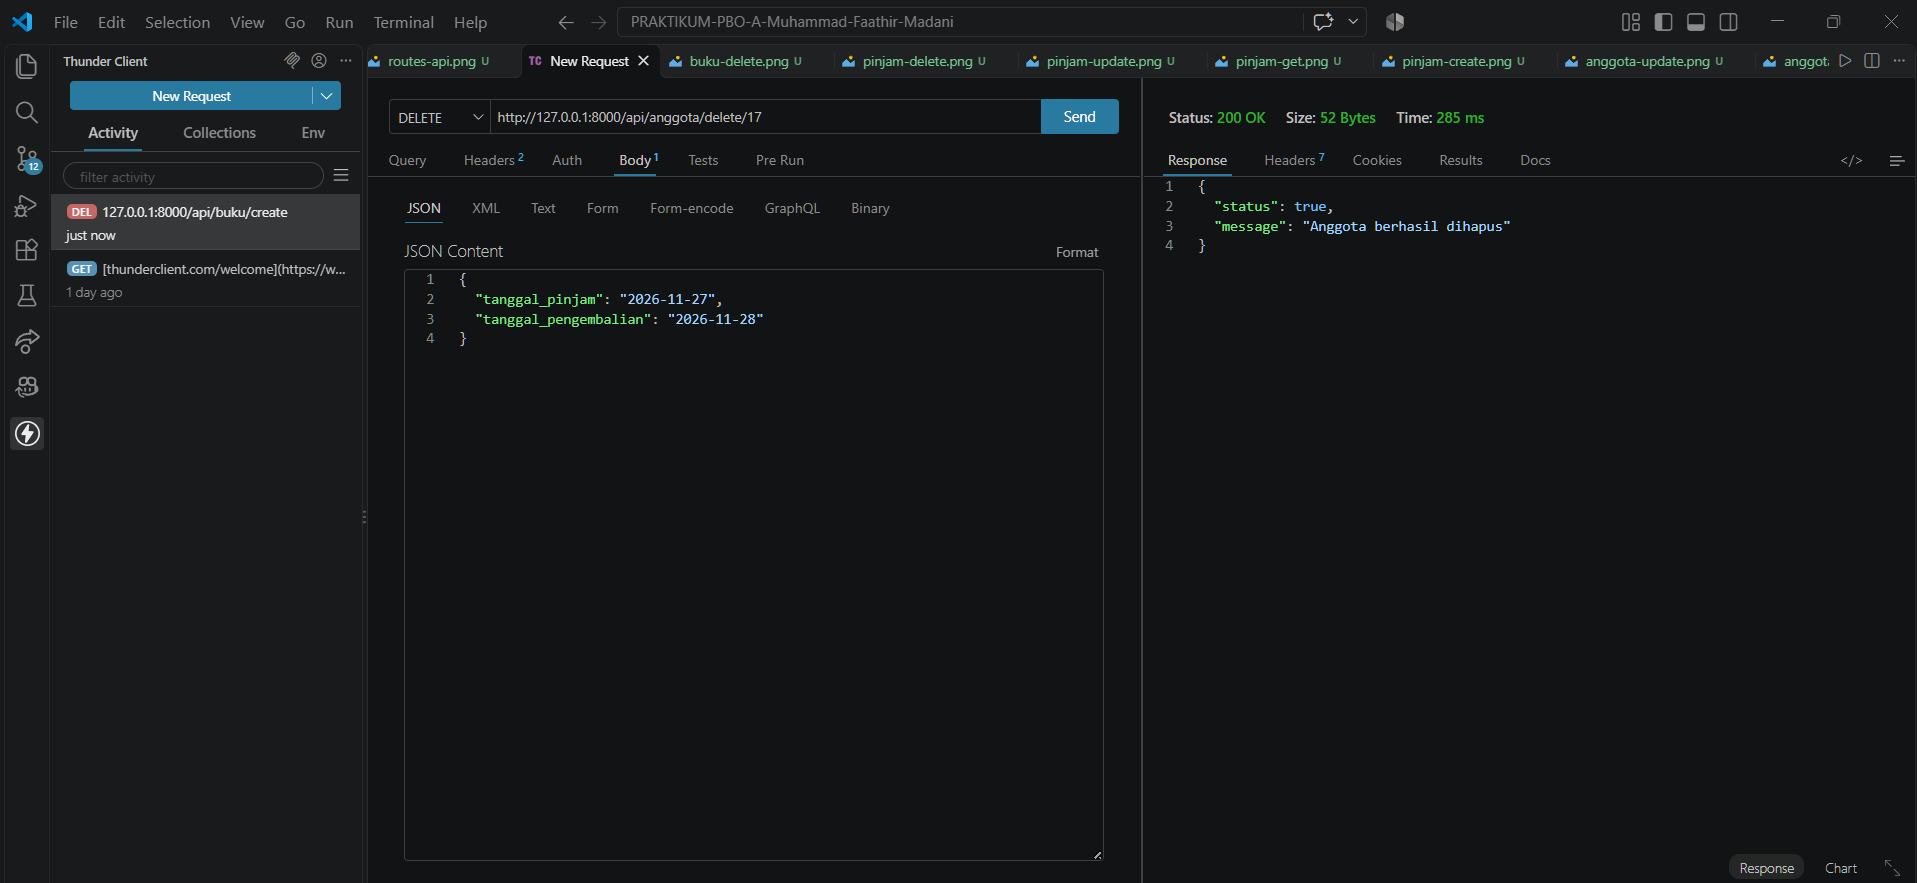 File Edit Selection View Go Run Terminal Help PRAKTIKUM-PBO-A-Muhammad-Faathir-Madani
Thunder Client
routes-api.png U TC New Request buku-delete.png U pinjam-delete.png U pinjam-update.png U pinjam-get.png U pinjam-create.png U anggota-update.png U anggot
New Request
Activity Collections Env
filter activity
DEL 127.0.0.1:8000/api/buku/create
just now
GET [thunderclient.com/welcome](https://w...
1 day ago
12
DELETE http://127.0.0.1:8000/api/anggota/delete/17 Send
Query Headers 2 Auth Body 1 Tests Pre Run
JSON XML Text Form Form-encode GraphQL Binary
JSON Content Format
1 {
2 "tanggal_pinjam": "2026-11-27",
3 "tanggal_pengembalian": "2026-11-28"
4 }
Status: 200 OK Size: 52 Bytes Time: 285 ms
Response Headers 7 Cookies Results Docs </>
1 {
2 "status": true,
3 "message": "Anggota berhasil dihapus"
4 }
Response Chart